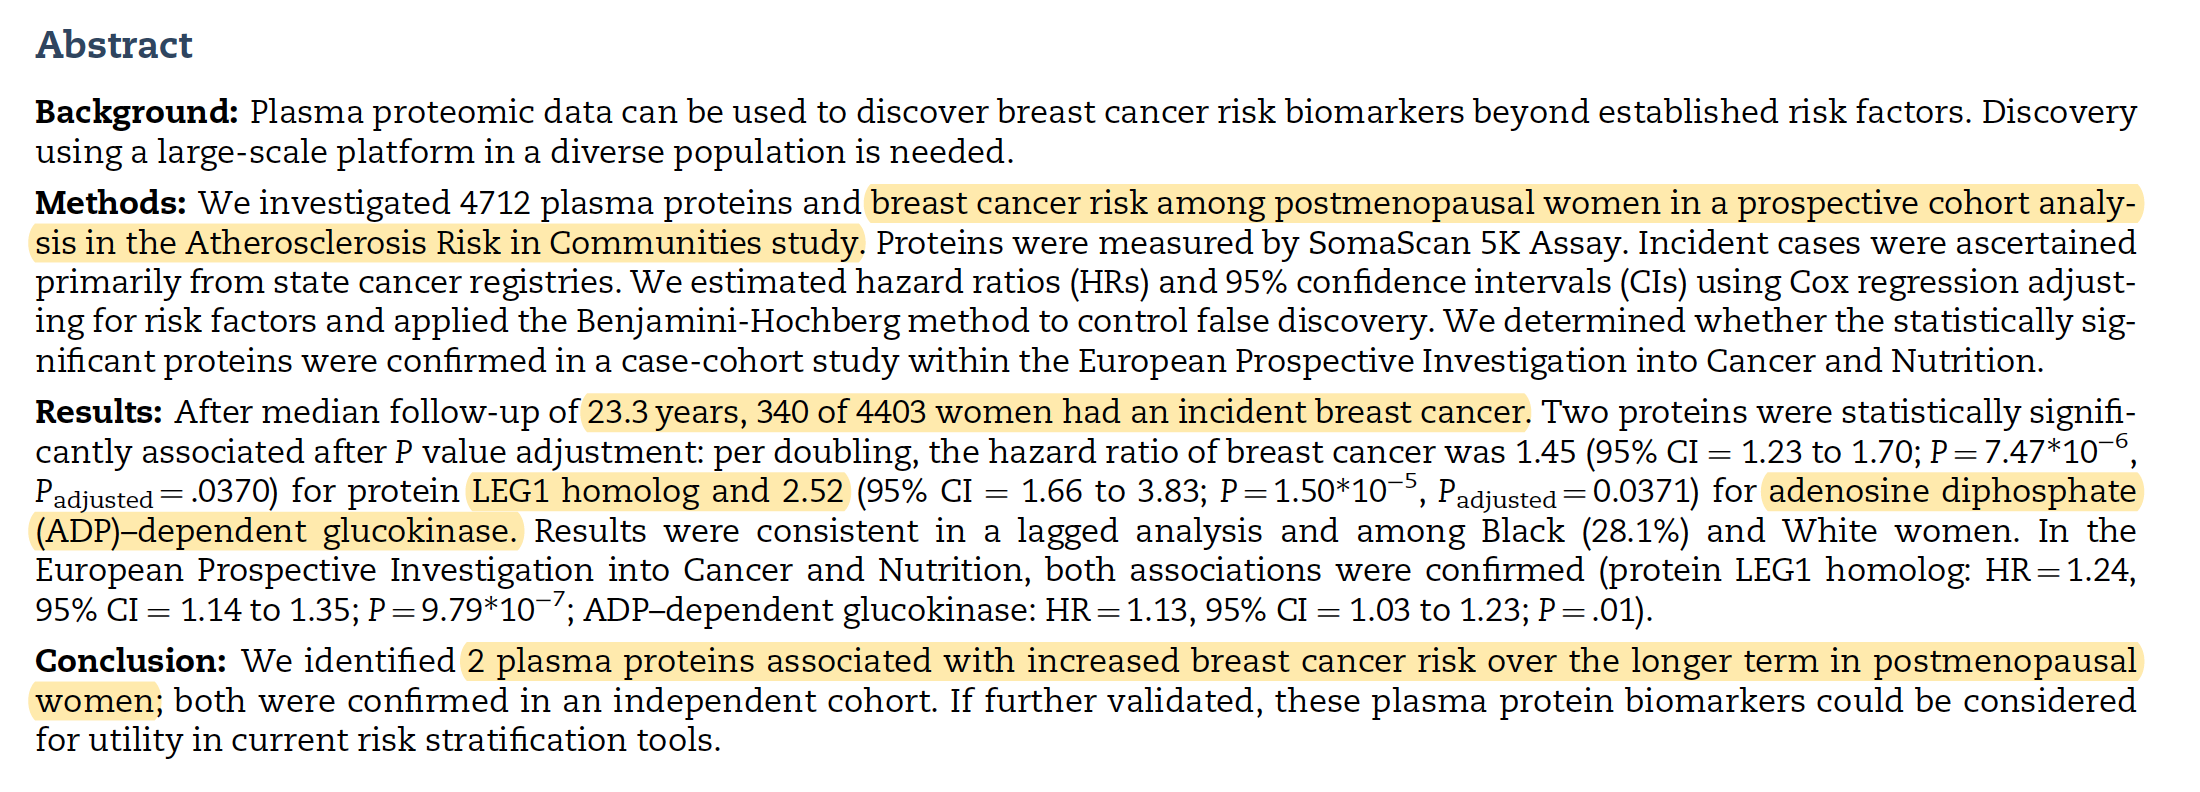 Abstract
Background: Plasma proteomic data can be used to discover breast cancer risk biomarkers beyond established risk factors. Discovery
using a large-scale platform in a diverse population is needed.
Methods: We investigated 4712 plasma proteins and breast cancer risk among postmenopausal women in a prospective cohort analy-
sis in the Atherosclerosis Risk in Communities study. Proteins were measured by SomaScan 5K Assay. Incident cases were ascertained
primarily from state cancer registries. We estimated hazard ratios (HRs) and 95% confidence intervals (CIs) using Cox regression adjust-
ing for risk factors and applied the Benjamini-Hochberg method to control false discovery. We determined whether the statistically sig-
nificant proteins were confirmed in a case-cohort study within the European Prospective Investigation into Cancer and Nutrition.
Results: After median follow-up of 23.3 years, 340 of 4403 women had an incident breast cancer. Two proteins were statistically signifi-
cantly associated after P value adjustment: per doubling, the hazard ratio of breast cancer was 1.45 (95% CI = 1.23 to 1.70; P = 7.47*10⁻⁶,
Padjusted = .0370) for protein LEG1 homolog and 2.52 (95% CI = 1.66 to 3.83; P = 1.50*10⁻⁵, Padjusted = 0.0371) for adenosine diphosphate
(ADP)–dependent glucokinase. Results were consistent in a lagged analysis and among Black (28.1%) and White women. In the
European Prospective Investigation into Cancer and Nutrition, both associations were confirmed (protein LEG1 homolog: HR = 1.24,
95% CI = 1.14 to 1.35; P = 9.79*10⁻⁷; ADP–dependent glucokinase: HR = 1.13, 95% CI = 1.03 to 1.23; P = .01).
Conclusion: We identified 2 plasma proteins associated with increased breast cancer risk over the longer term in postmenopausal
women; both were confirmed in an independent cohort. If further validated, these plasma protein biomarkers could be considered
for utility in current risk stratification tools.